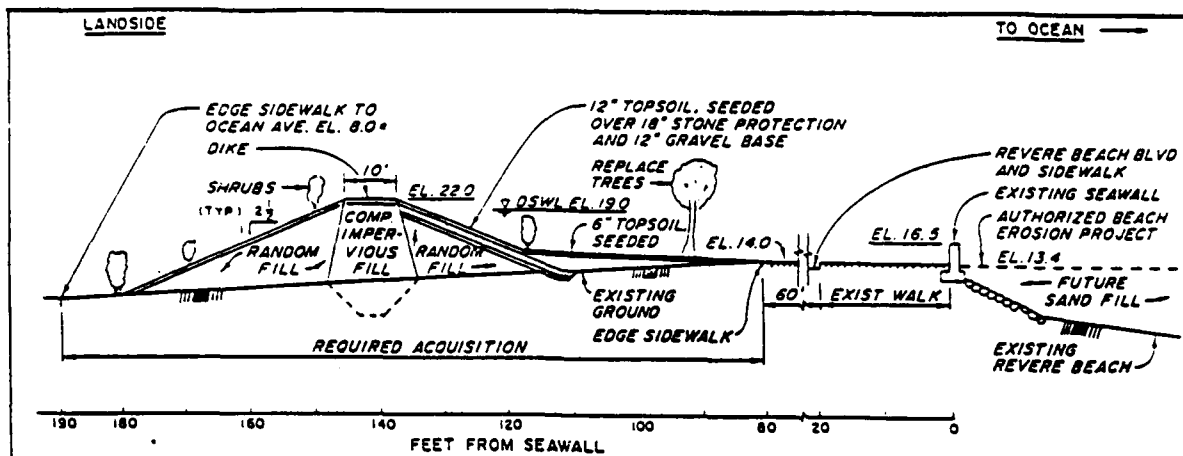 LANDSIDE
TO OCEAN
EDGE SIDEWALK TO
OCEAN AVE. EL. 8.0±
DIKE
10'
SHRUBS
(TYP)
2½
1
EL. 22.0
COMP.
IMPER-
VIOUS
FILL
RANDOM
FILL
RANDOM
FILL
12" TOPSOIL, SEEDED
OVER 18" STONE PROTECTION
AND 12" GRAVEL BASE
REPLACE
TREES
DSWL EL. 19.0
6" TOPSOIL,
SEEDED
EL. 14.0
REVERE BEACH BLVD
AND SIDEWALK
EXISTING SEAWALL
AUTHORIZED BEACH
EROSION PROJECT
EL. 16.5
EL. 13.4
FUTURE
SAND FILL
60'
EXIST WALK
EXISTING
GROUND
EDGE SIDEWALK
EXISTING
REVERE BEACH
REQUIRED ACQUISITION
190 180 160 140 120 100 80 20 0
FEET FROM SEAWALL